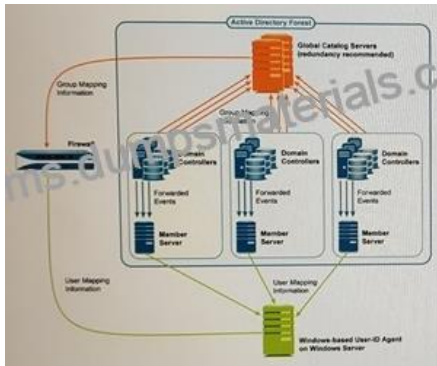 Active Directory Forest
Global Catalog Servers
(redundancy recommended)
Group Mapping
Information
Group Mapping
Firewall
Domain
Controllers
Domain
Controllers
Domain
Controllers
Forwarded
Events
Forwarded
Events
Forwarded
Events
Member
Server
Member
Server
Member
Server
User Mapping
Information
User Mapping
Information
Windows-based User-ID Agent
on Windows Server
ms.dumpsmaterials.c